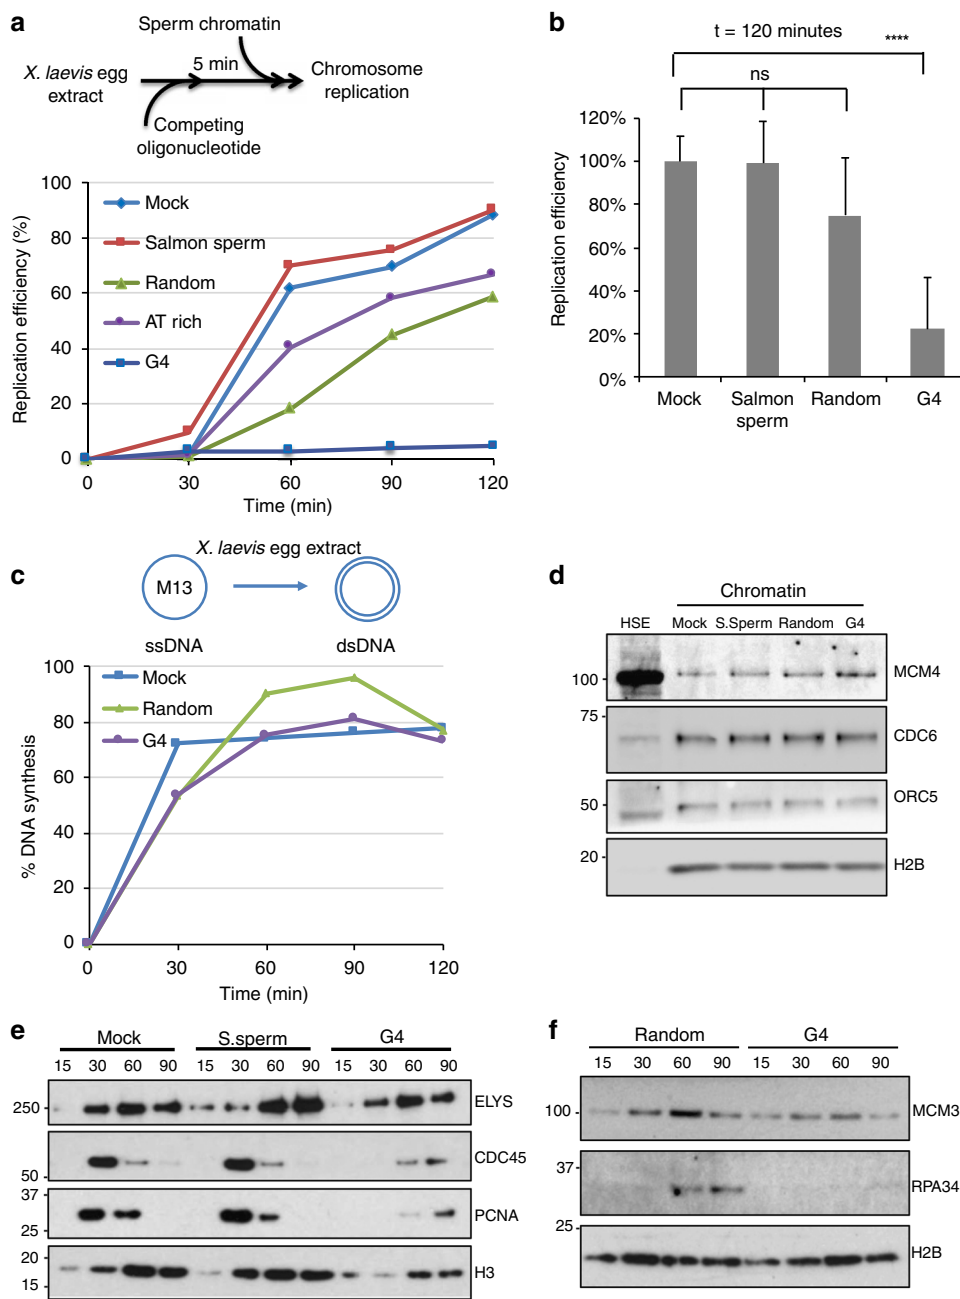 a
Sperm chromatin
5 min
X. laevis egg
extract
Chromosome
replication
Competing
oligonucleotide
Replication efficiency (%)
100
80
60
40
20
0
Mock
Salmon sperm
Random
AT rich
G4
0 30 60 90 120
Time (min)
b
t = 120 minutes
****
ns
Replication efficiency
120%
100%
80%
60%
40%
20%
0%
Mock Salmon sperm Random G4
c
X. laevis egg extract
M13
ssDNA dsDNA
% DNA synthesis
100
80
60
40
20
0
Mock
Random
G4
0 30 60 90 120
Time (min)
d
Chromatin
HSE Mock S.Sperm Random G4
100 MCM4
75 CDC6
50 ORC5
20 H2B
e
Mock S.sperm G4
15 30 60 90 15 30 60 90 15 30 60 90
250 ELYS
CDC45
50
37
PCNA
25
20
H3
15
f
Random G4
15 30 60 90 15 30 60 90
100 MCM3
37
RPA34
25
H2B